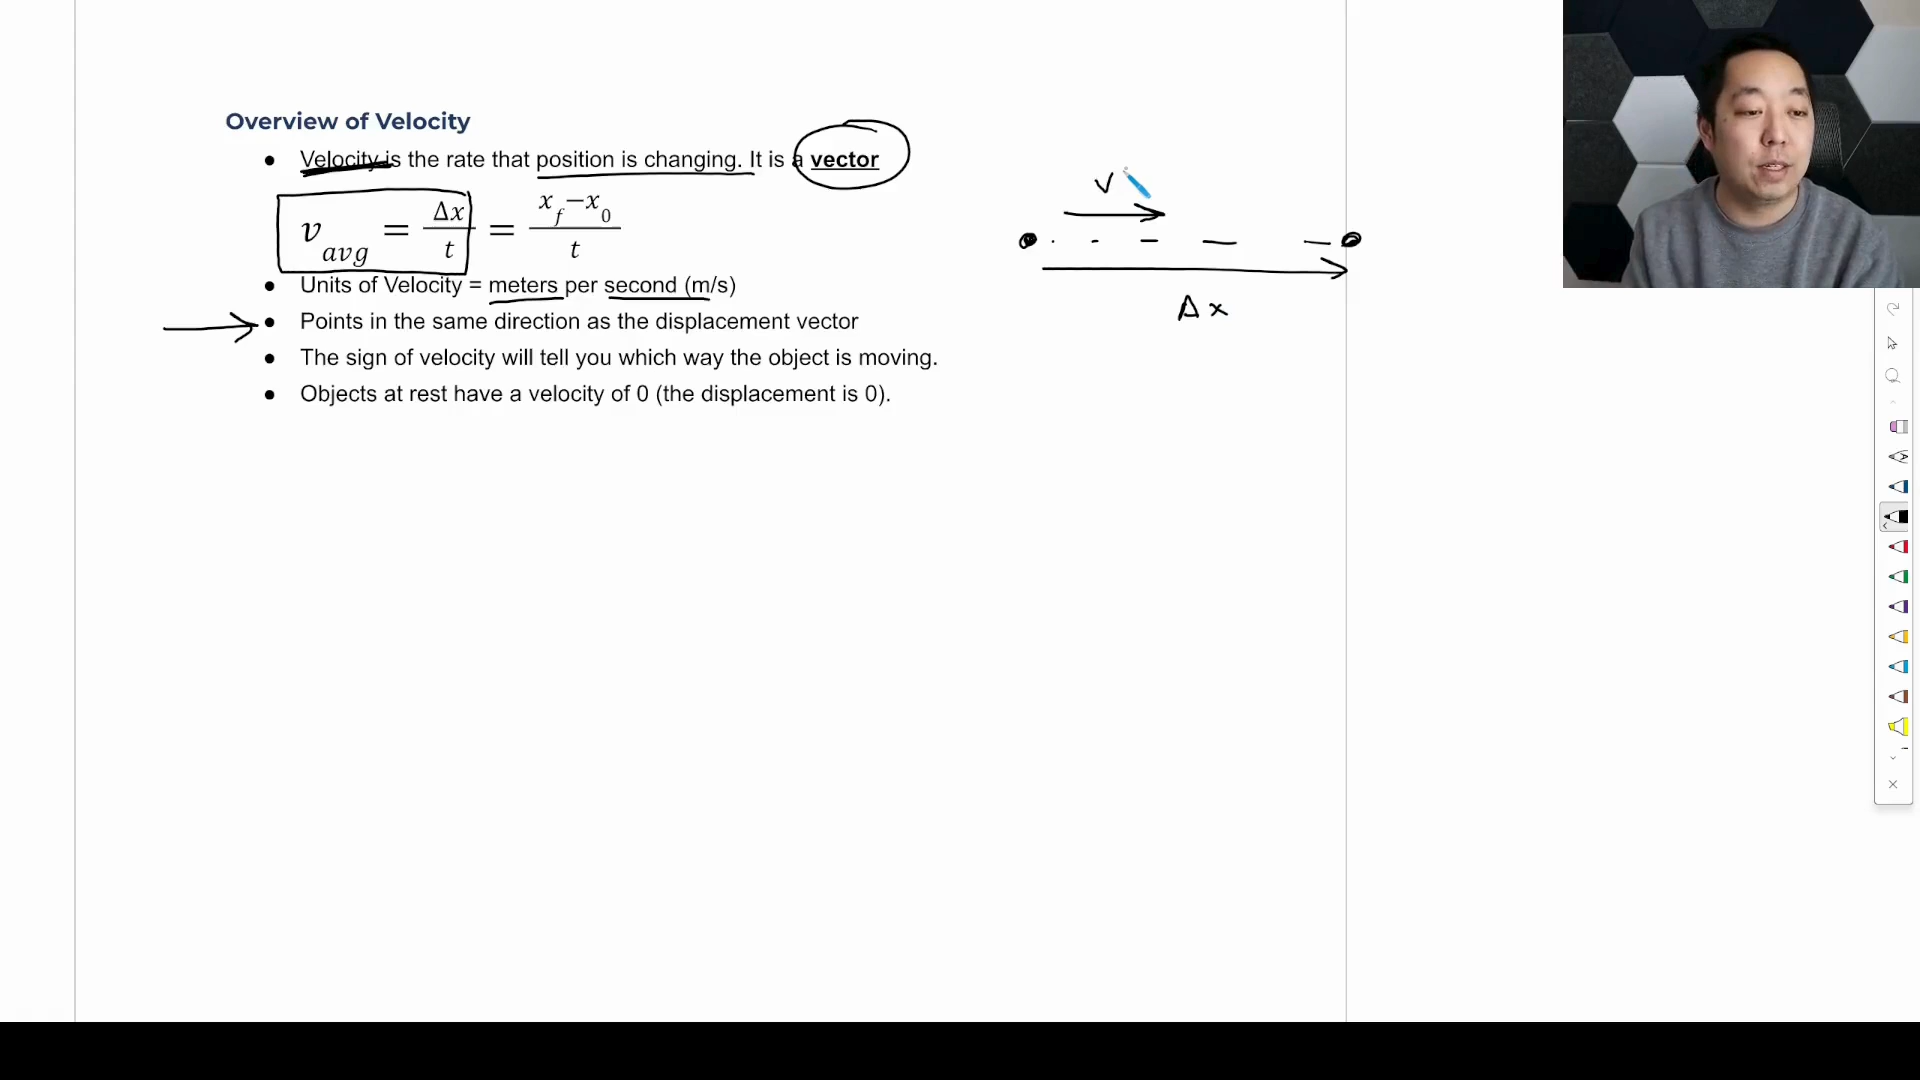 Overview of Velocity
● Velocity is the rate that position is changing. It is a vector
v_avg = Δx/t = (x_f − x_0)/t
● Units of Velocity = meters per second (m/s)
● Points in the same direction as the displacement vector
● The sign of velocity will tell you which way the object is moving.
● Objects at rest have a velocity of 0 (the displacement is 0).
v
Δx